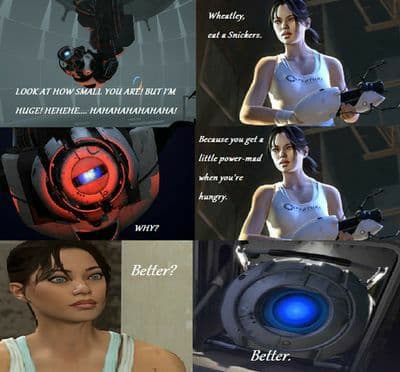 LOOK AT HOW SMALL YOU ARE! BUT I'M
HUGE! HEHEHE.... HAHAHAHAHAHA!
Wheatley,
eat a Snickers.
WHY?
Because you get a
little power-mad
when you're
hungry.
Better?
Better.